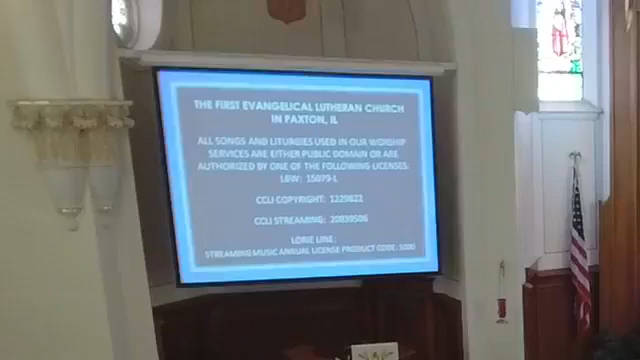 THE FIRST EVANGELICAL LUTHERAN CHURCH
IN PAXTON, IL
ALL SONGS AND LITURGIES USED IN OUR WORSHIP
SERVICES ARE EITHER PUBLIC DOMAIN OR ARE
AUTHORIZED BY ONE OF THE FOLLOWING LICENSES:
LBW: 15079-L
CCLI COPYRIGHT: 1229822
CCLI STREAMING: 20839506
LORIE LINE:
STREAMING MUSIC ANNUAL LICENSE PRODUCT CODE: 1000